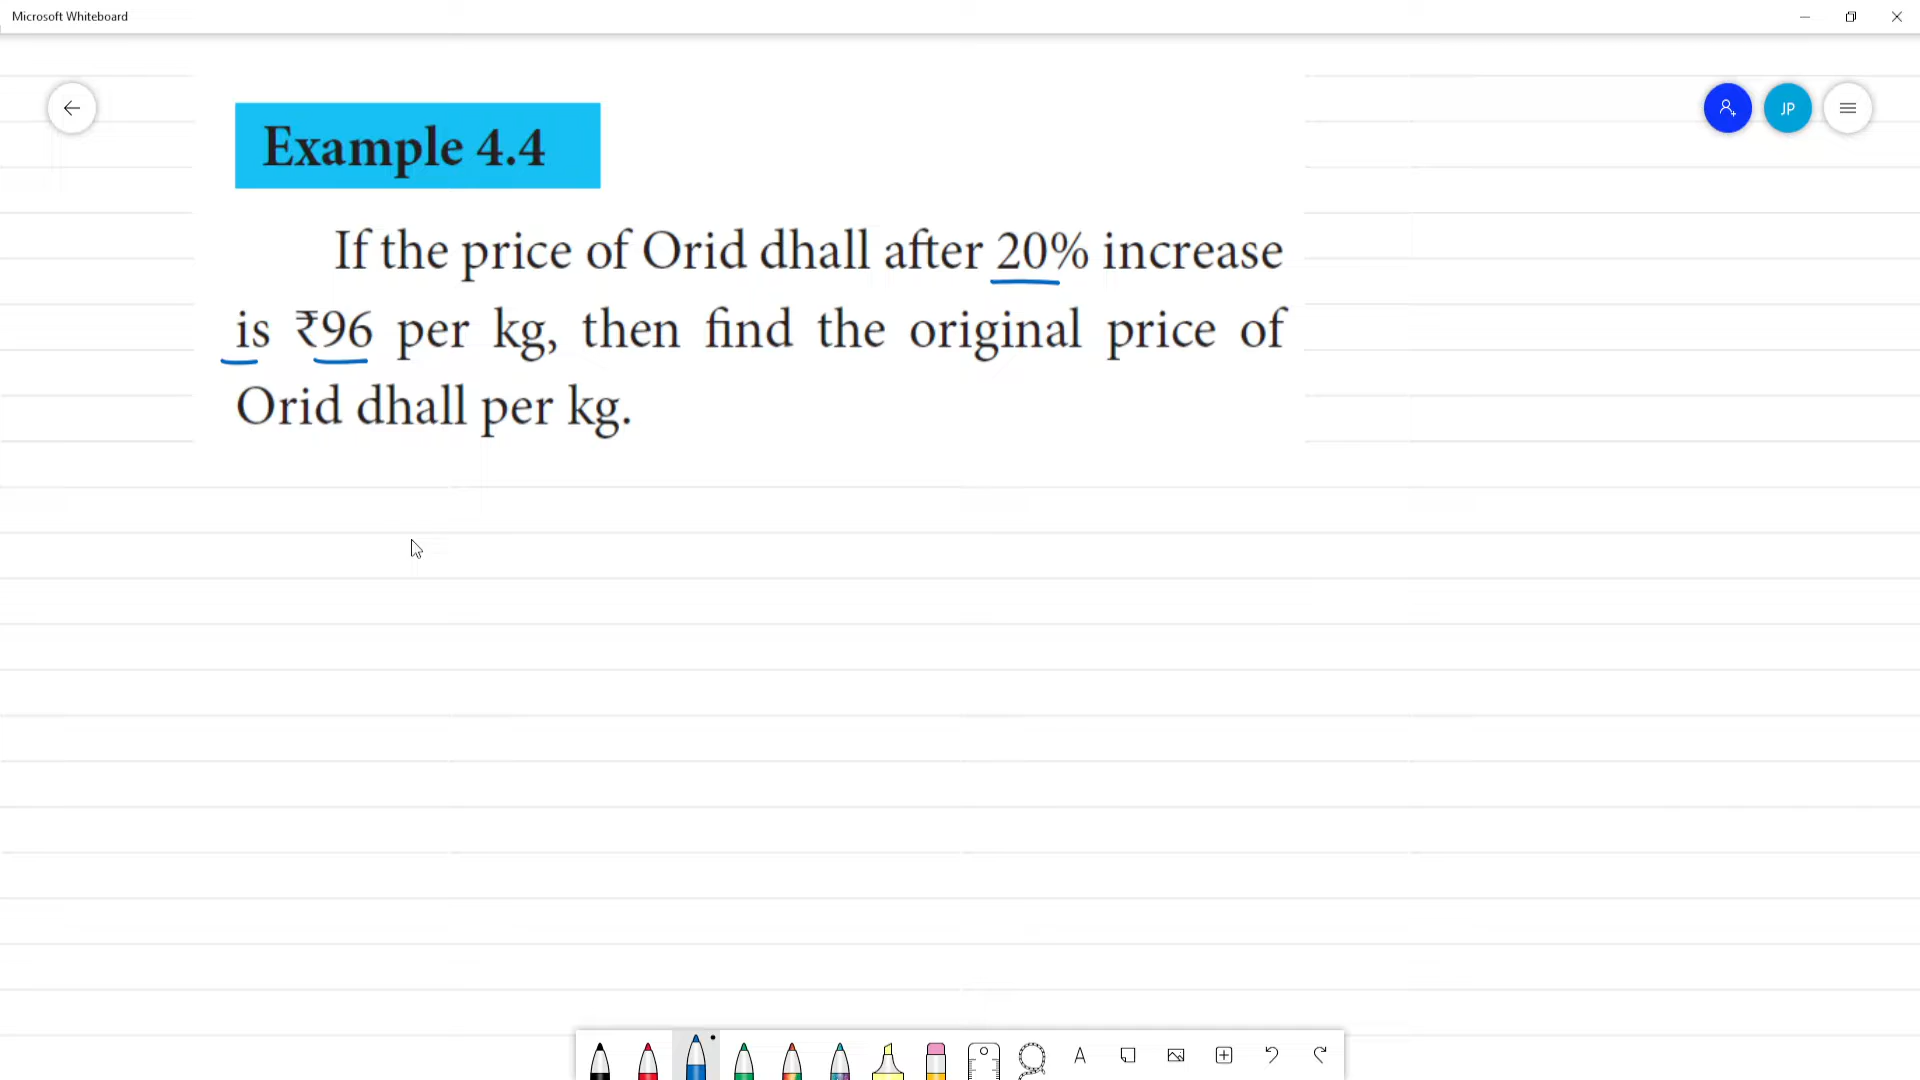 Microsoft Whiteboard
JP
Example 4.4
If the price of Orid dhall after 20% increase
is ₹96 per kg, then find the original price of
Orid dhall per kg.